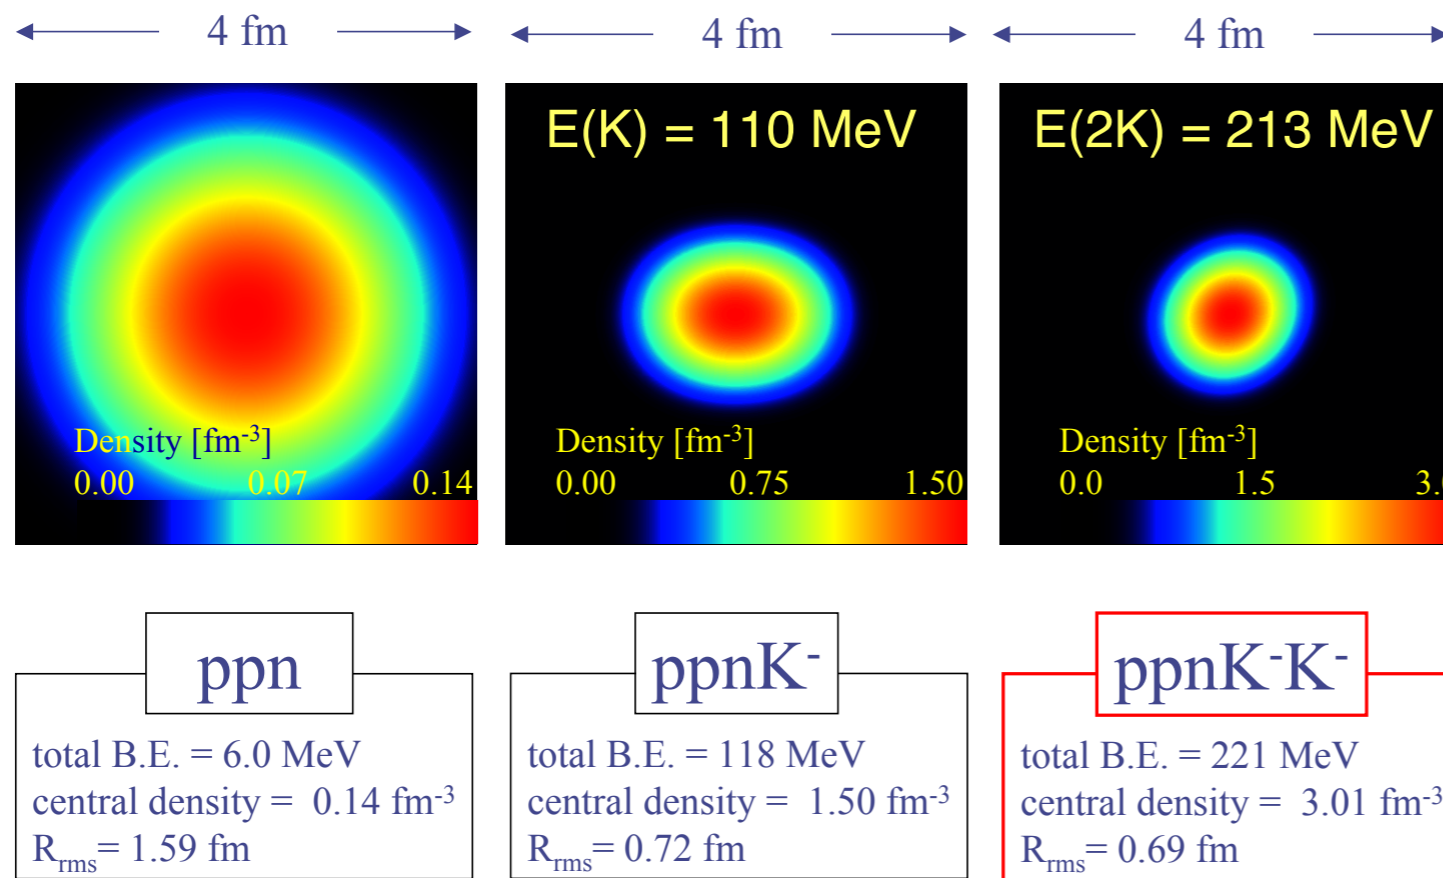 4 fm
4 fm
4 fm
E(K) = 110 MeV
E(2K) = 213 MeV
Density [fm⁻³]
0.00 0.07 0.14
Density [fm⁻³]
0.00 0.75 1.50
Density [fm⁻³]
0.0 1.5
ppn
total B.E. = 6.0 MeV
central density = 0.14 fm⁻³
Rrms= 1.59 fm
ppnK⁻
total B.E. = 118 MeV
central density = 1.50 fm⁻³
Rrms= 0.72 fm
ppnK⁻K⁻
total B.E. = 221 MeV
central density = 3.01 fm⁻³
Rrms= 0.69 fm